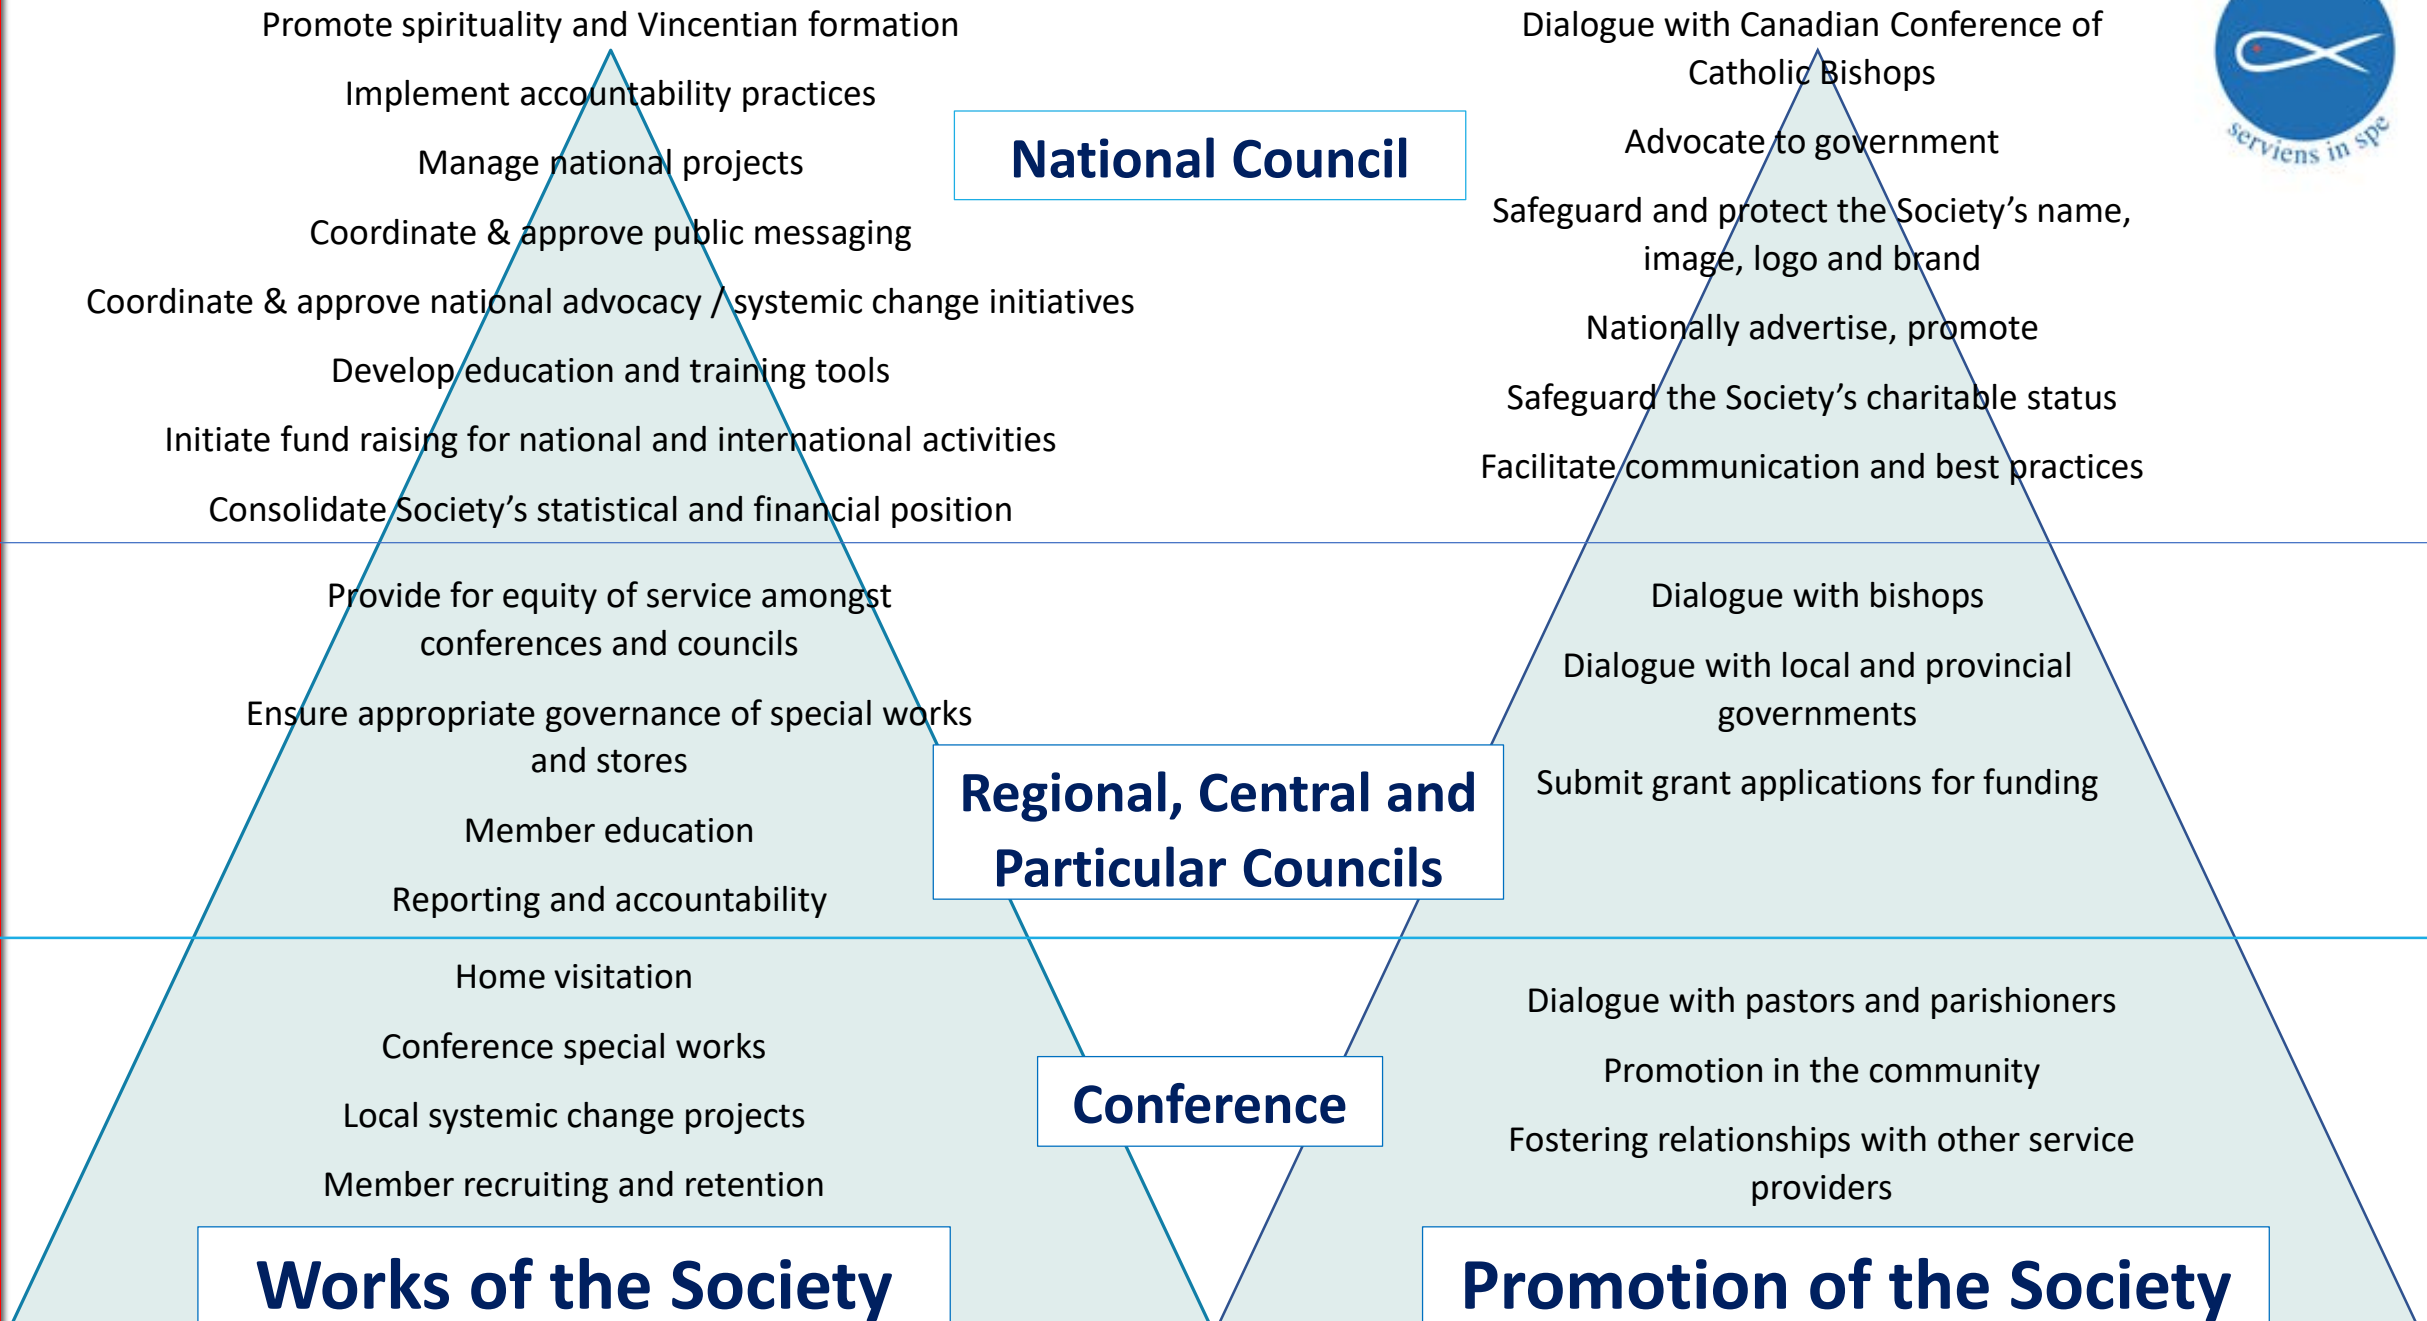 Promote spirituality and Vincentian formation
Implement accountability practices
Manage national projects
Coordinate & approve public messaging
Coordinate & approve national advocacy / systemic change initiatives
Develop education and training tools
Initiate fund raising for national and international activities
Consolidate Society’s statistical and financial position
National Council
Dialogue with Canadian Conference of
Catholic Bishops
Advocate to government
Safeguard and protect the Society’s name,
image, logo and brand
Nationally advertise, promote
Safeguard the Society’s charitable status
Facilitate communication and best practices
serviens in spe
Provide for equity of service amongst
conferences and councils
Ensure appropriate governance of special works
and stores
Member education
Reporting and accountability
Regional, Central and
Particular Councils
Dialogue with bishops
Dialogue with local and provincial
governments
Submit grant applications for funding
Home visitation
Conference special works
Local systemic change projects
Member recruiting and retention
Conference
Dialogue with pastors and parishioners
Promotion in the community
Fostering relationships with other service
providers
Works of the Society
Promotion of the Society